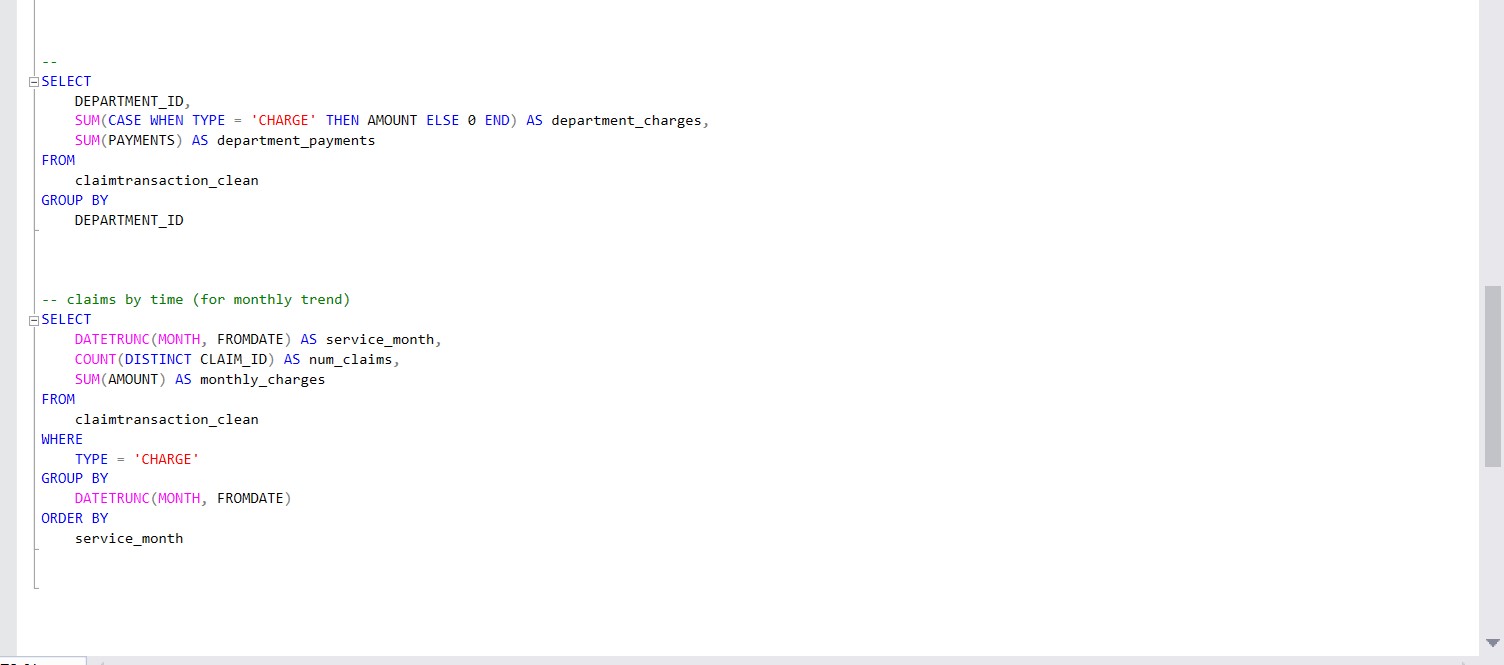 --
SELECT
    DEPARTMENT_ID,
    SUM(CASE WHEN TYPE = 'CHARGE' THEN AMOUNT ELSE 0 END) AS department_charges,
    SUM(PAYMENTS) AS department_payments
FROM
    claimtransaction_clean
GROUP BY
    DEPARTMENT_ID
-- claims by time (for monthly trend)
SELECT
    DATETRUNC(MONTH, FROMDATE) AS service_month,
    COUNT(DISTINCT CLAIM_ID) AS num_claims,
    SUM(AMOUNT) AS monthly_charges
FROM
    claimtransaction_clean
WHERE
    TYPE = 'CHARGE'
GROUP BY
    DATETRUNC(MONTH, FROMDATE)
ORDER BY
    service_month